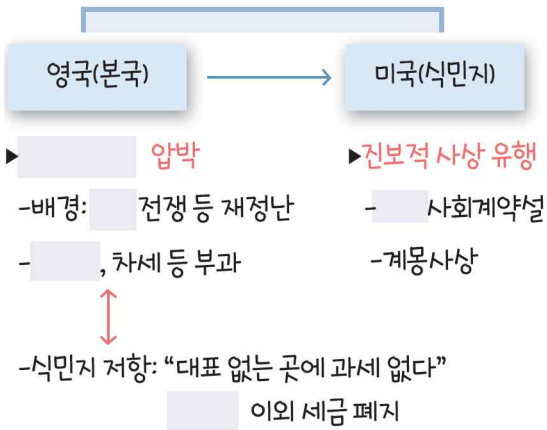 영국(본국) 미국(식민지)
▶ 압박 ▶진보적 사상 유행
-배경: 전쟁 등 재정난 - 사회계약설
- , 차세 등 부과 -계몽사상
-식민지 저항: “대표 없는 곳에 과세 없다”
이외 세금 폐지